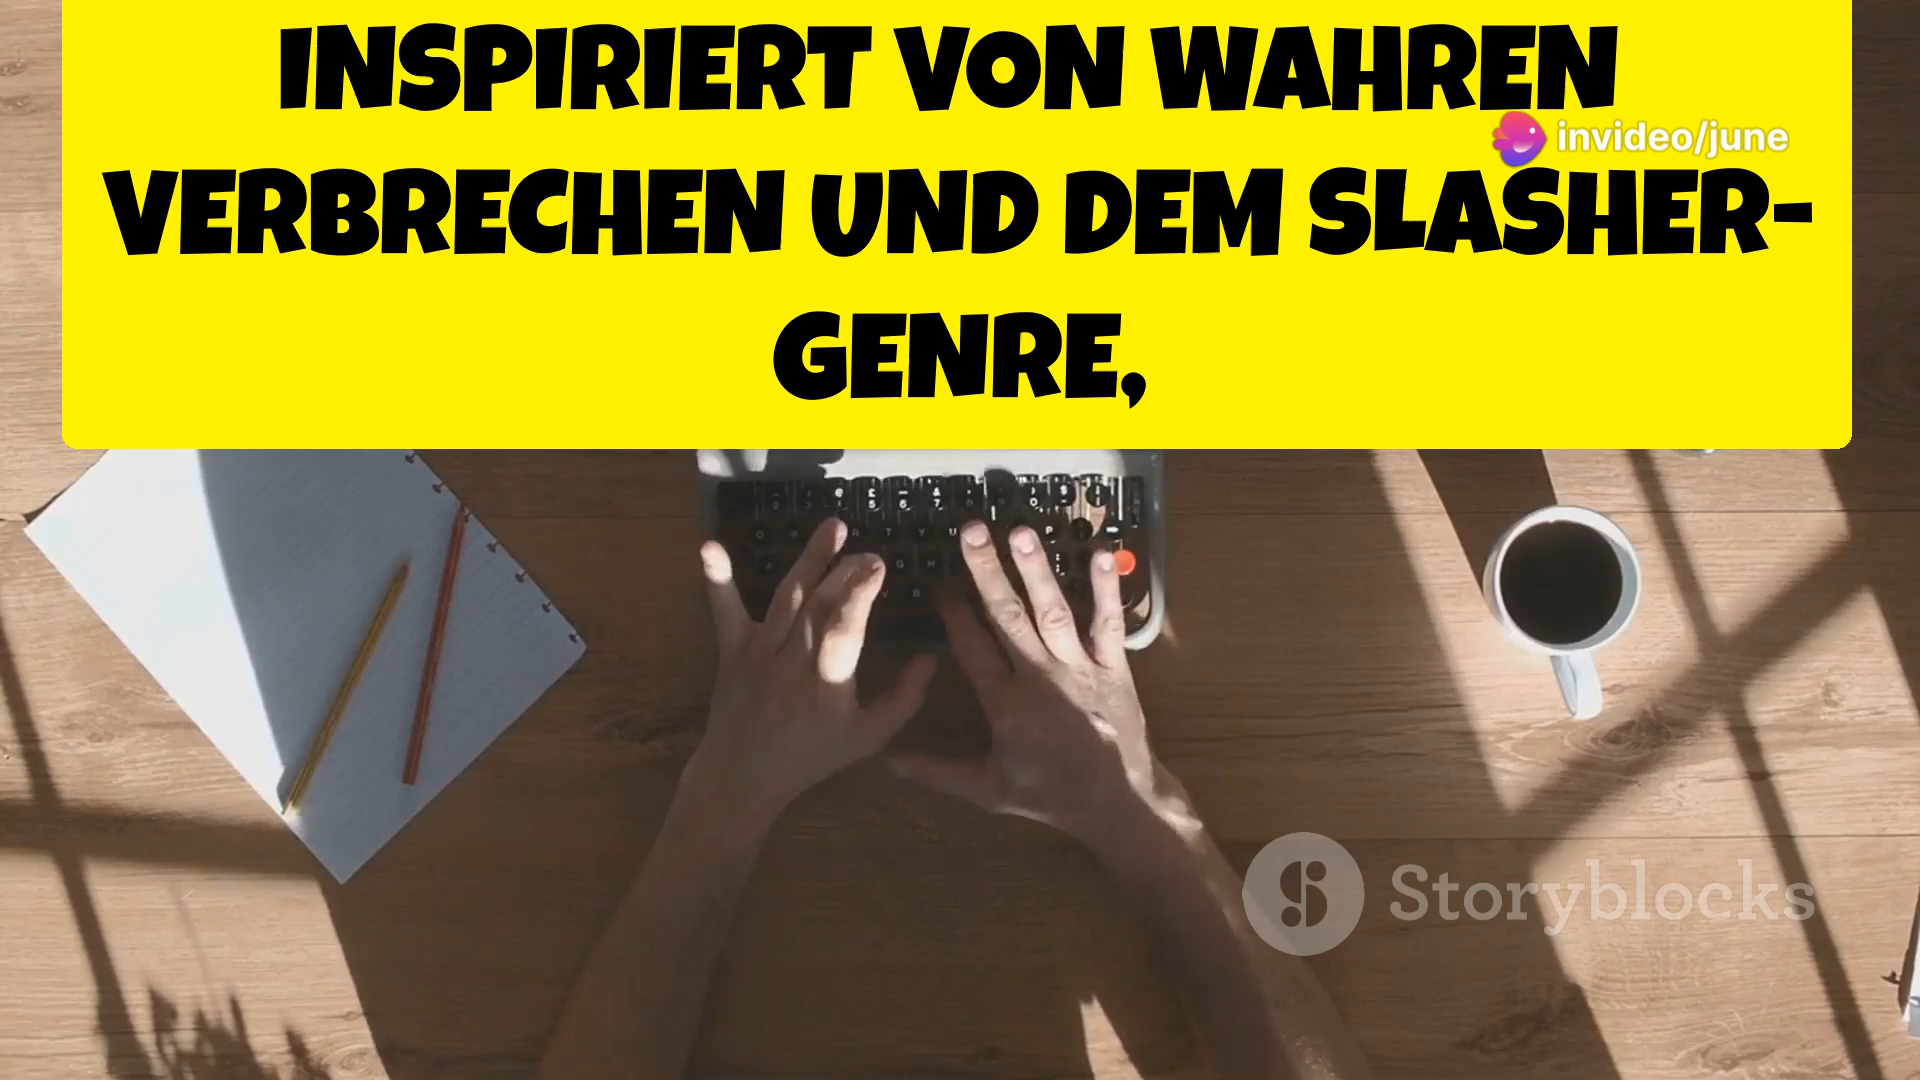 INSPIRIERT VON WAHREN
invideo/june
VERBRECHEN UND DEM SLASHER-
GENRE,
Storyblocks